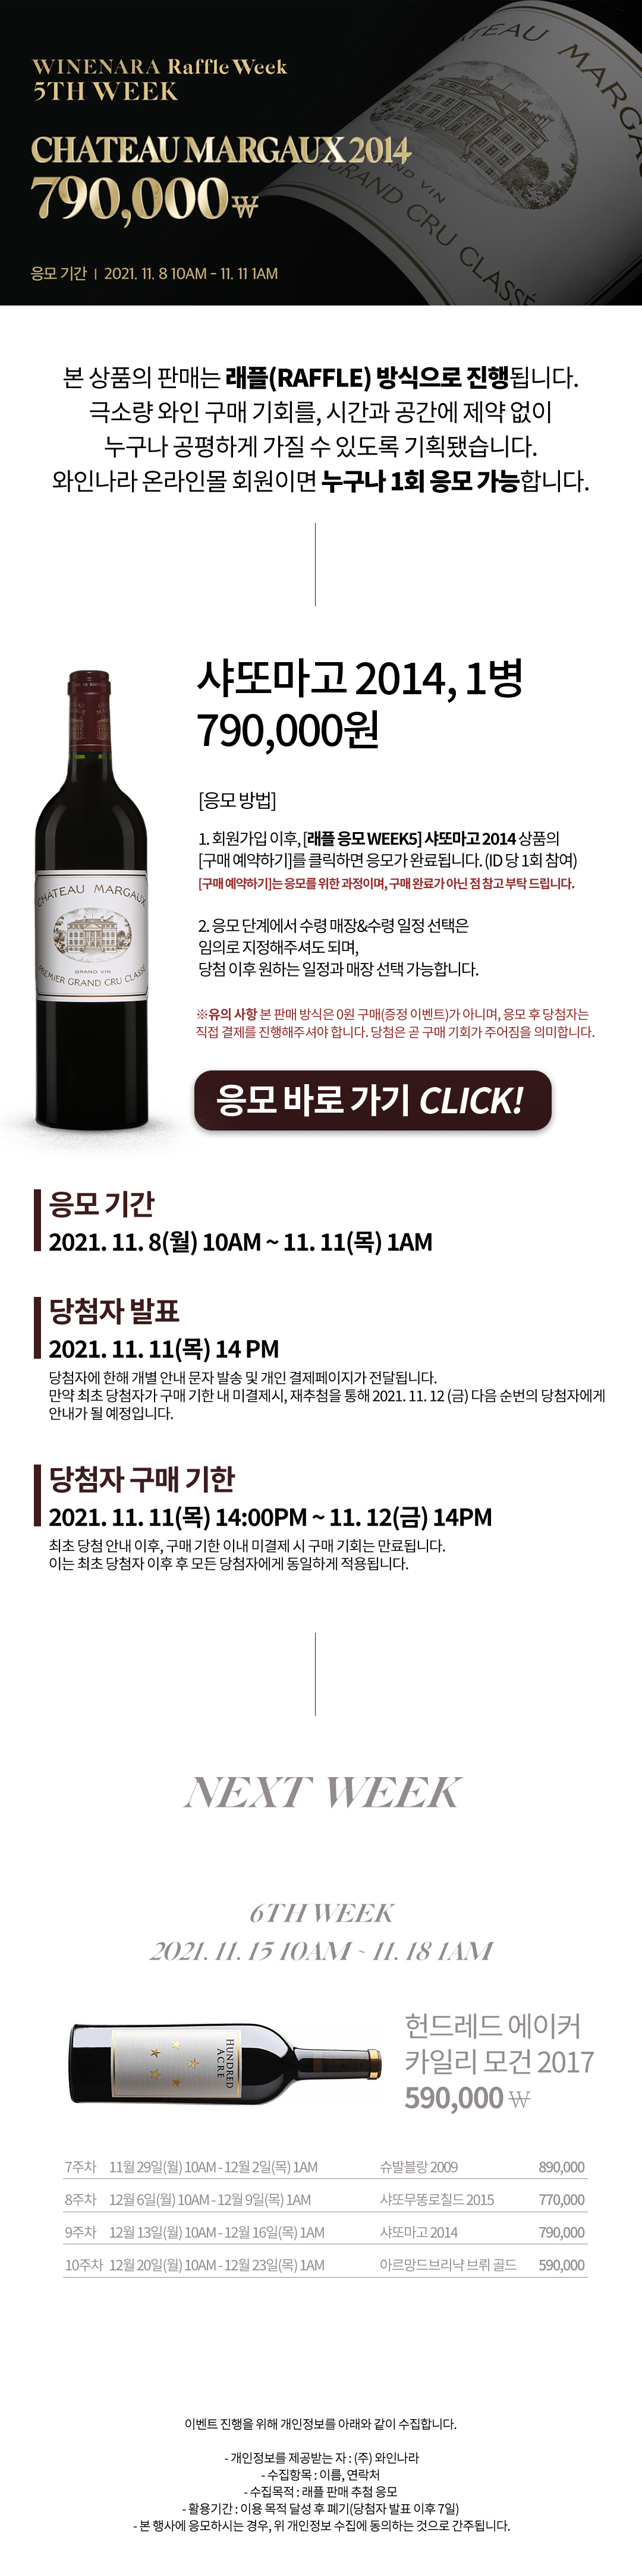 WINENARA Raffle Week
5TH WEEK
CHATEAU MARGAUX 2014
790,000₩
응모 기간 | 2021. 11. 8 10AM - 11. 11 1AM
TEAU MARGA
GRAND VIN
GRAND CRU CLASSÉ
본 상품의 판매는 래플(RAFFLE) 방식으로 진행됩니다.
극소량 와인 구매 기회를, 시간과 공간에 제약 없이
누구나 공평하게 가질 수 있도록 기획됐습니다.
와인나라 온라인몰 회원이면 누구나 1회 응모 가능합니다.
샤또마고 2014, 1병
790,000원
[응모 방법]
1. 회원가입 이후, [래플 응모 WEEK5] 샤또마고 2014 상품의
[구매 예약하기]를 클릭하면 응모가 완료됩니다. (ID 당 1회 참여)
[구매 예약하기]는 응모를 위한 과정이며, 구매 완료가 아닌 점 참고 부탁 드립니다.
2. 응모 단계에서 수령 매장&수령 일정 선택은
임의로 지정해주셔도 되며,
당첨 이후 원하는 일정과 매장 선택 가능합니다.
※유의 사항 본 판매 방식은 0원 구매(증정 이벤트)가 아니며, 응모 후 당첨자는
직접 결제를 진행해주셔야 합니다. 당첨은 곧 구매 기회가 주어짐을 의미합니다.
CHATEAU MARGAUX
GRAND VIN
PREMIER GRAND CRU CLASSÉ
응모 바로 가기 CLICK!
응모 기간
2021. 11. 8(월) 10AM ~ 11. 11(목) 1AM
당첨자 발표
2021. 11. 11(목) 14 PM
당첨자에 한해 개별 안내 문자 발송 및 개인 결제페이지가 전달됩니다.
만약 최초 당첨자가 구매 기한 내 미결제시, 재추첨을 통해 2021. 11. 12 (금) 다음 순번의 당첨자에게
안내가 될 예정입니다.
당첨자 구매 기한
2021. 11. 11(목) 14:00PM ~ 11. 12(금) 14PM
최초 당첨 안내 이후, 구매 기한 이내 미결제 시 구매 기회는 만료됩니다.
이는 최초 당첨자 이후 후 모든 당첨자에게 동일하게 적용됩니다.
NEXT WEEK
6TH WEEK
2021. 11. 15 10AM ~ 11. 18 1AM
HUNDRED
ACRE
헌드레드 에이커
카일리 모건 2017
590,000 ₩
7주차 11월 29일(월) 10AM - 12월 2일(목) 1AM 슈발블랑 2009 890,000
8주차 12월 6일(월) 10AM - 12월 9일(목) 1AM 샤또무똥로칠드 2015 770,000
9주차 12월 13일(월) 10AM - 12월 16일(목) 1AM 샤또마고 2014 790,000
10주차 12월 20일(월) 10AM - 12월 23일(목) 1AM 아르망드브리냑 브뤼 골드 590,000
이벤트 진행을 위해 개인정보를 아래와 같이 수집합니다.
- 개인정보를 제공받는 자 : (주) 와인나라
- 수집항목 : 이름, 연락처
- 수집목적 : 래플 판매 추첨 응모
- 활용기간 : 이용 목적 달성 후 폐기(당첨자 발표 이후 7일)
- 본 행사에 응모하시는 경우, 위 개인정보 수집에 동의하는 것으로 간주됩니다.